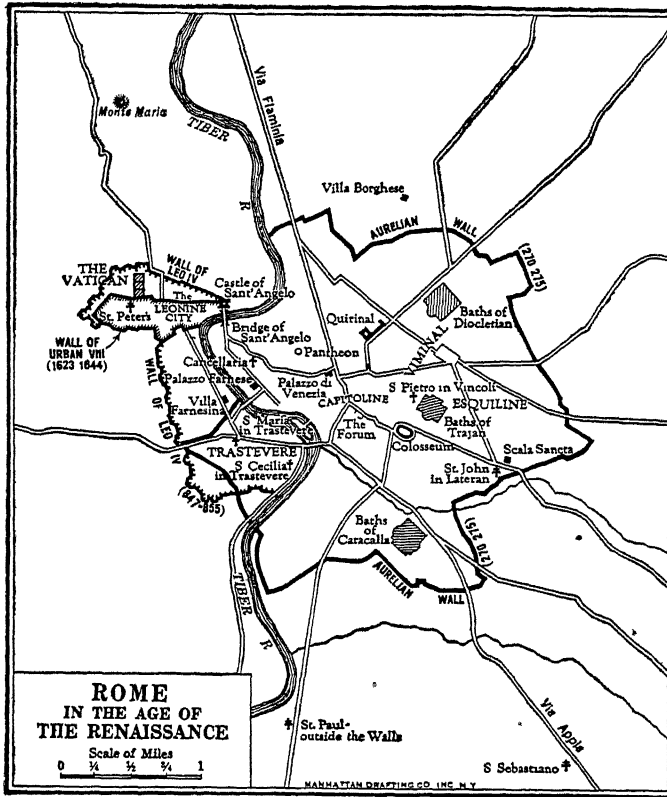 Via Flaminia
Monte Maria
TIBER
R
Villa Borghese
AURELIAN WALL
(270 275)
WALL OF
LEO IV
THE
VATICAN
Castle of
Sant'Angelo
The
LEONINE
CITY
St. Peter's
Baths of
Diocletian
Quirinal
Bridge of
Sant'Angelo
WALL OF
URBAN VIII
(1623 1644)
Pantheon
VIMINAL
Cancellaria
Palazzo Farnese
Palazzo di
Venezia
S Pietro in Vincoli
WALL OF LEO IV
Villa
Farnesina
CAPITOLINE
ESQUILINE
S Maria
in Trastevere
The
Forum
Baths of
Trajan
Colosseum
TRASTEVERE
Scala Sancta
S Cecilia
in Trastevere
St. John
in Lateran
(847-855)
Baths
of
Caracalla
(270 275)
AURELIAN
WALL
TIBER
R
ROME
IN THE AGE OF
THE RENAISSANCE
Scale of Miles
0 ¼ ½ ¾ 1
St. Paul-
outside the Walls
Via Appia
S Sebastiano
MANHATTAN DRAFTING CO INC N Y